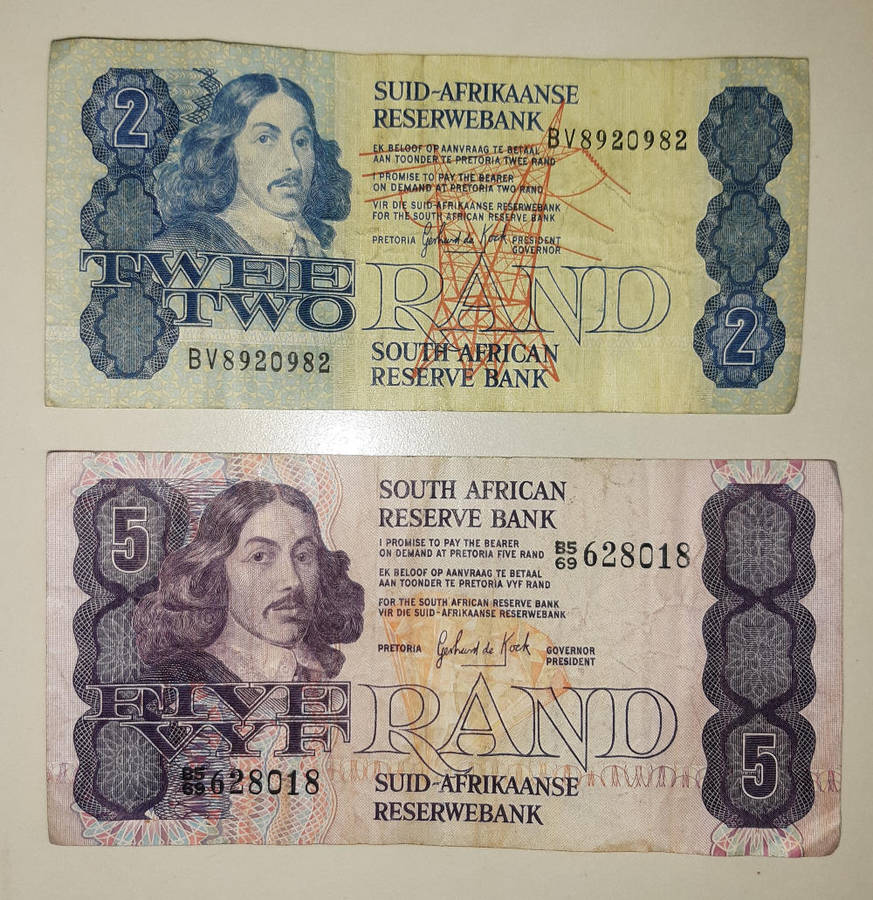 2
SUID-AFRIKAANSE
RESERWEBANK
BV8920982
EK BELOOF OP AANVRAAG TE BETAAL
AAN TOONDER TE PRETORIA TWEE RAND
I PROMISE TO PAY THE BEARER
ON DEMAND AT PRETORIA TWO RAND
VIR DIE SUID-AFRIKAANSE RESERWEBANK
FOR THE SOUTH AFRICAN RESERVE BANK
PRETORIA Gerhard de Kock PRESIDENT
GOVERNOR
TWEE
TWO RAND
2
BV8920982
SOUTH AFRICAN
RESERVE BANK
5
SOUTH AFRICAN
RESERVE BANK
I PROMISE TO PAY THE BEARER
ON DEMAND AT PRETORIA FIVE RAND
B5
69 628018
EK BELOOF OP AANVRAAG TE BETAAL
AAN TOONDER TE PRETORIA VYF RAND
FOR THE SOUTH AFRICAN RESERVE BANK
VIR DIE SUID-AFRIKAANSE RESERWEBANK
PRETORIA Gerhard de Kock GOVERNOR
PRESIDENT
FIVE
VYF RAND
5
B5
69 628018
SUID-AFRIKAANSE
RESERWEBANK